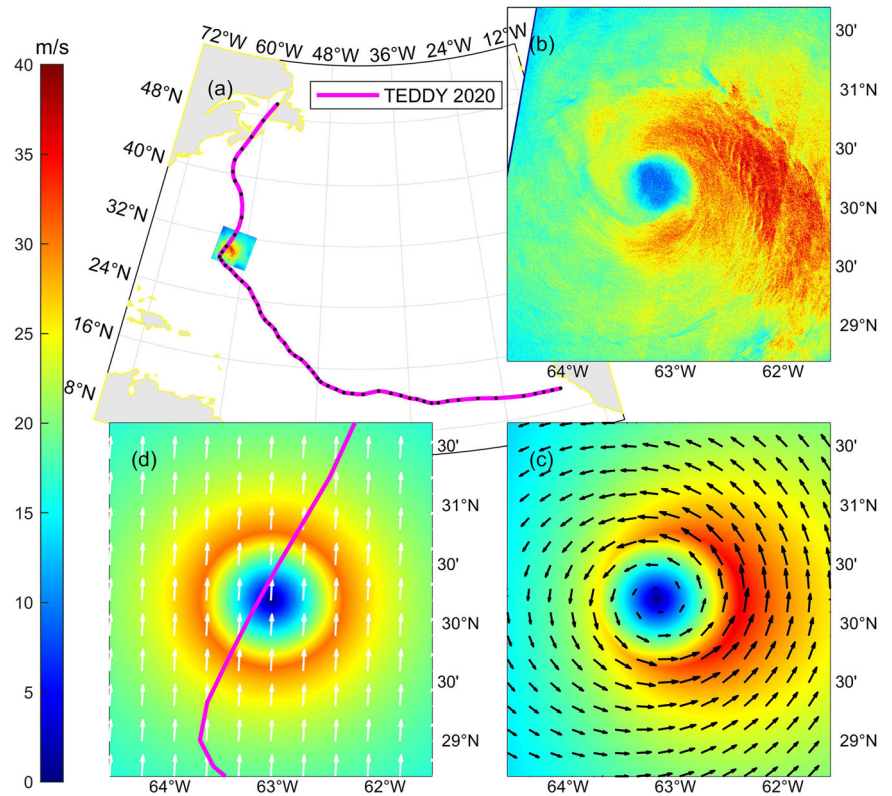 m/s
40
35
30
25
20
15
10
5
0
72°W
60°W
48°W
36°W
24°W
12°W
48°N
40°N
32°N
24°N
16°N
8°N
(a)
TEDDY 2020
(b)
30'
31°N
30'
30°N
30'
29°N
64°W
63°W
62°W
(d)
30'
31°N
30'
30°N
30'
29°N
64°W
63°W
62°W
(c)
30'
31°N
30'
30°N
30'
29°N
64°W
63°W
62°W